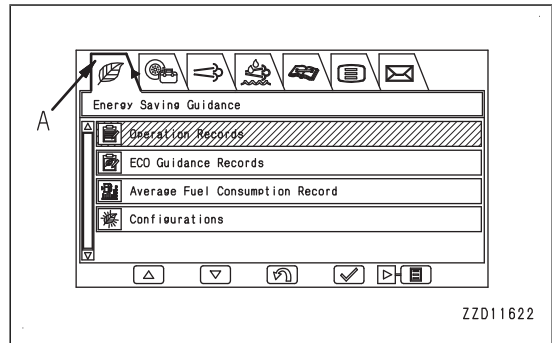 A
Energy Saving Guidance
Operation Records
ECO Guidance Records
Average Fuel Consumption Record
Configurations
ZZD11622